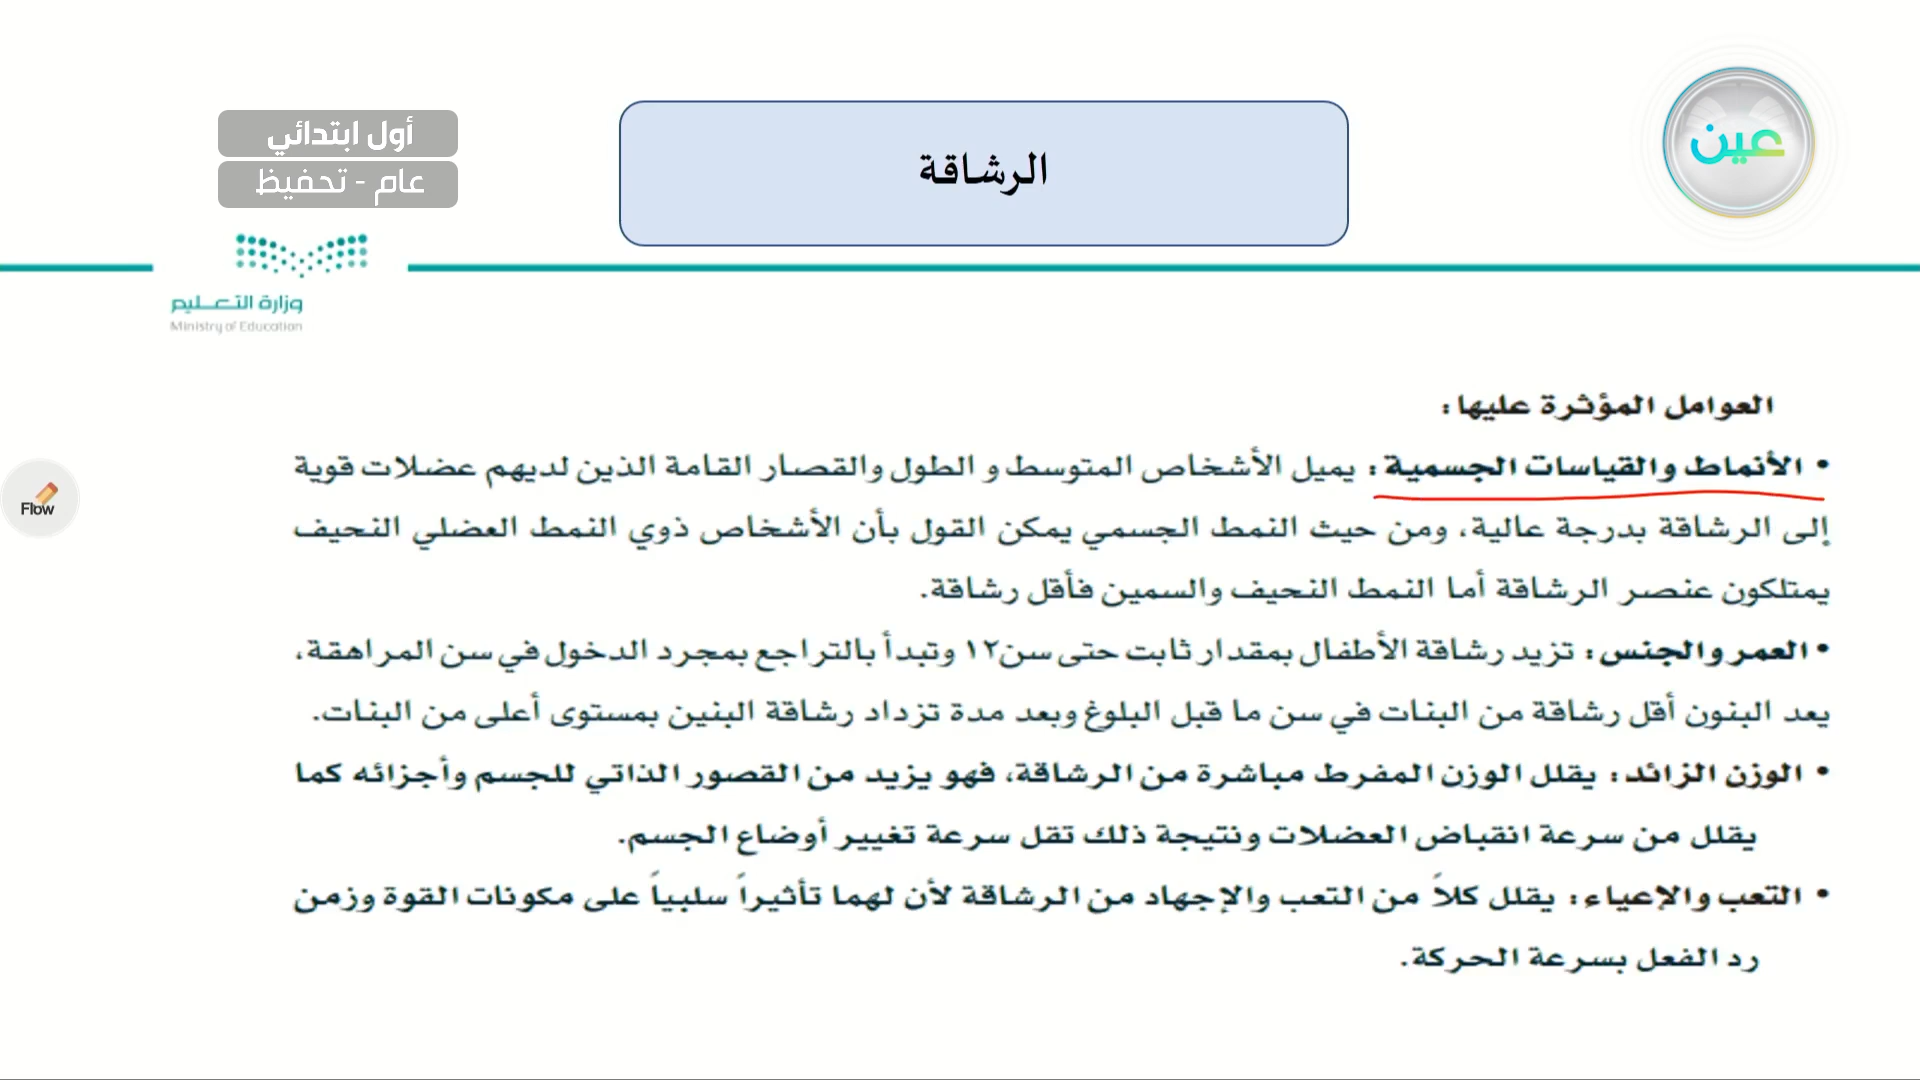 أول ابتدائي
عام - تحفيظ
الرشاقة
عين
وزارة التعليم
Ministry of Education
العوامل المؤثرة عليها:
• الأنماط والقياسات الجسمية: يميل الأشخاص المتوسط و الطول والقصار القامة الذين لديهم عضلات قوية
إلى الرشاقة بدرجة عالية، ومن حيث النمط الجسمي يمكن القول بأن الأشخاص ذوي النمط العضلي النحيف
يمتلكون عنصر الرشاقة أما النمط النحيف والسمين فأقل رشاقة.
• العمر والجنس: تزيد رشاقة الأطفال بمقدار ثابت حتى سن١٢ وتبدأ بالتراجع بمجرد الدخول في سن المراهقة،
يعد البنون أقل رشاقة من البنات في سن ما قبل البلوغ وبعد مدة تزداد رشاقة البنين بمستوى أعلى من البنات.
• الوزن الزائد: يقلل الوزن المفرط مباشرة من الرشاقة، فهو يزيد من القصور الذاتي للجسم وأجزائه كما
يقلل من سرعة انقباض العضلات ونتيجة ذلك تقل سرعة تغيير أوضاع الجسم.
• التعب والإعياء: يقلل كلاً من التعب والإجهاد من الرشاقة لأن لهما تأثيراً سلبياً على مكونات القوة وزمن
رد الفعل بسرعة الحركة.
Flow